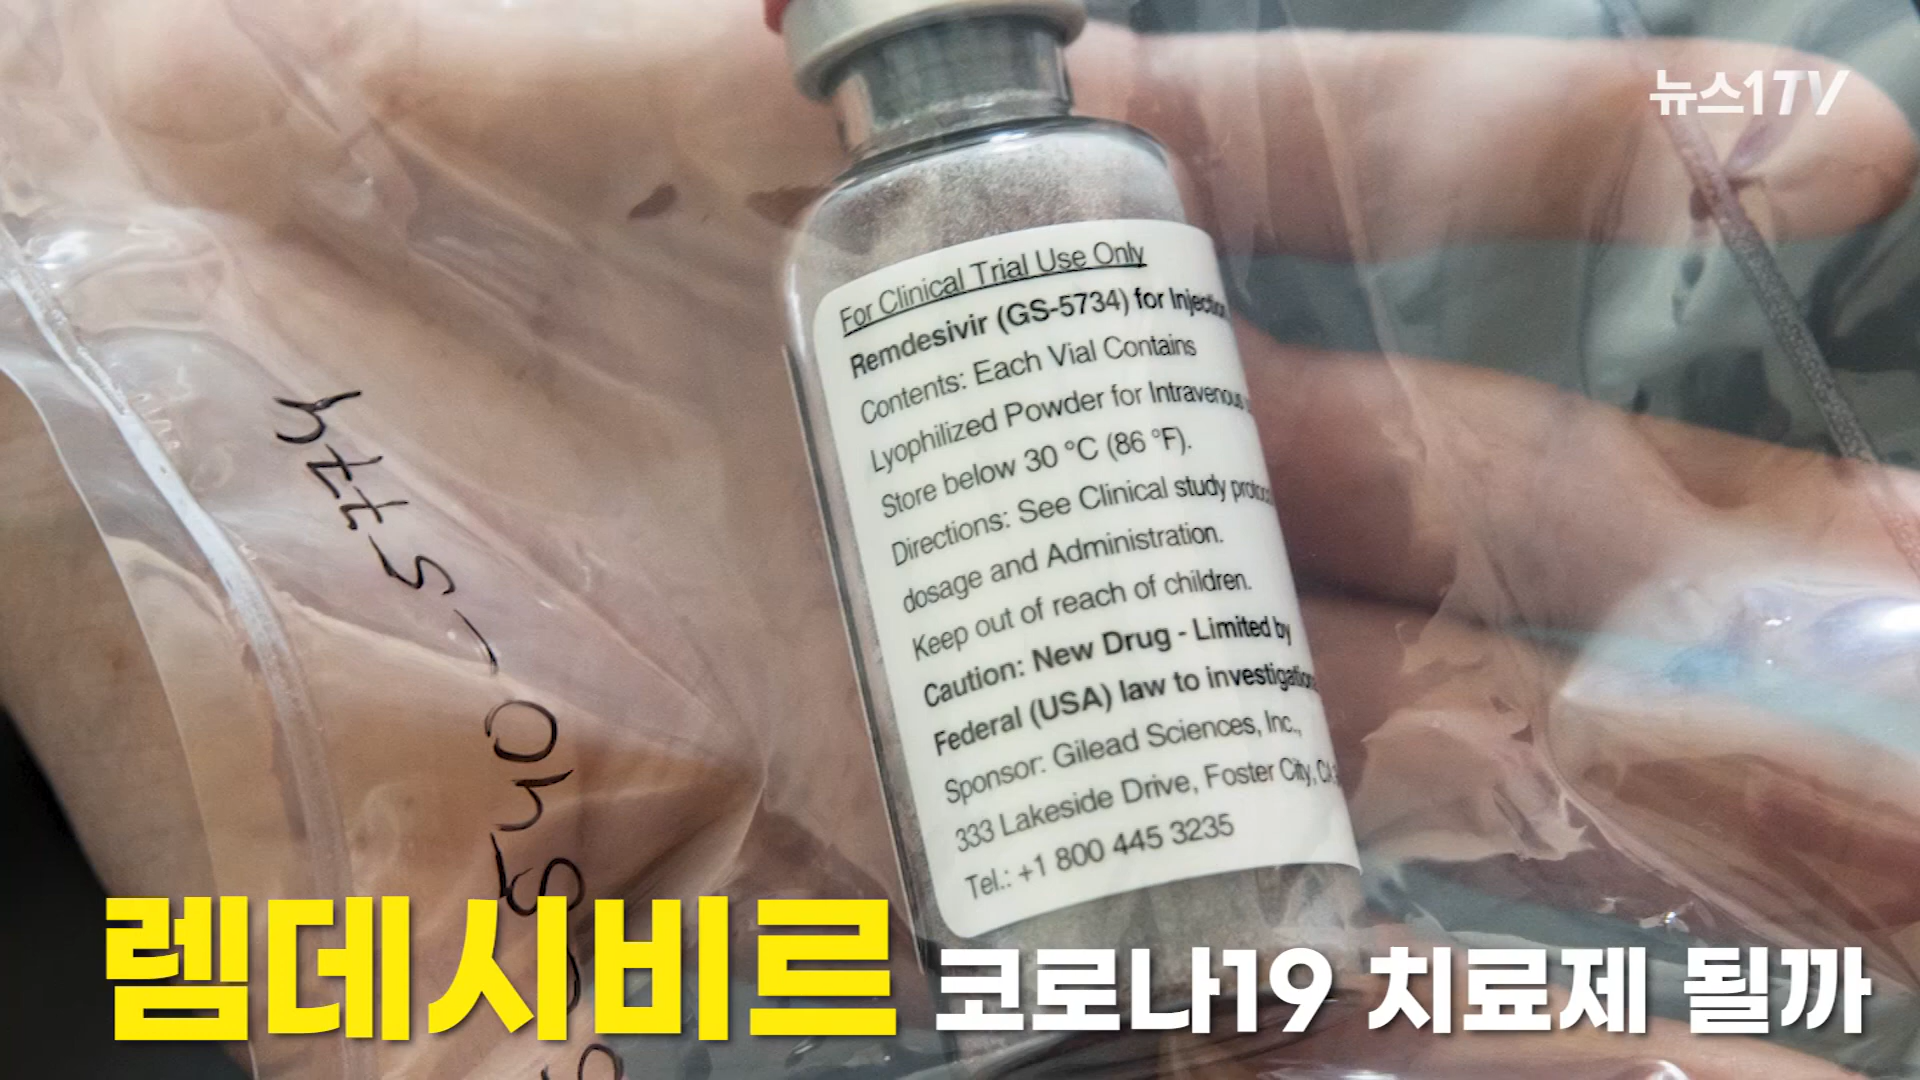 뉴스1TV
For Clinical Trial Use Only
Remdesivir (GS-5734) for Injection
Contents: Each Vial Contains
Lyophilized Powder for Intravenous
Store below 30 °C (86 °F).
Directions: See Clinical study
dosage and Administration.
Keep out of reach of children.
Caution: New Drug - Limited by
Federal (USA) law to
Sponsor: Gilead Sciences, Inc.,
333 Lakeside Drive, Foster City,
Tel.: +1 800 445 3235
렘데시비르 코로나19 치료제 될까